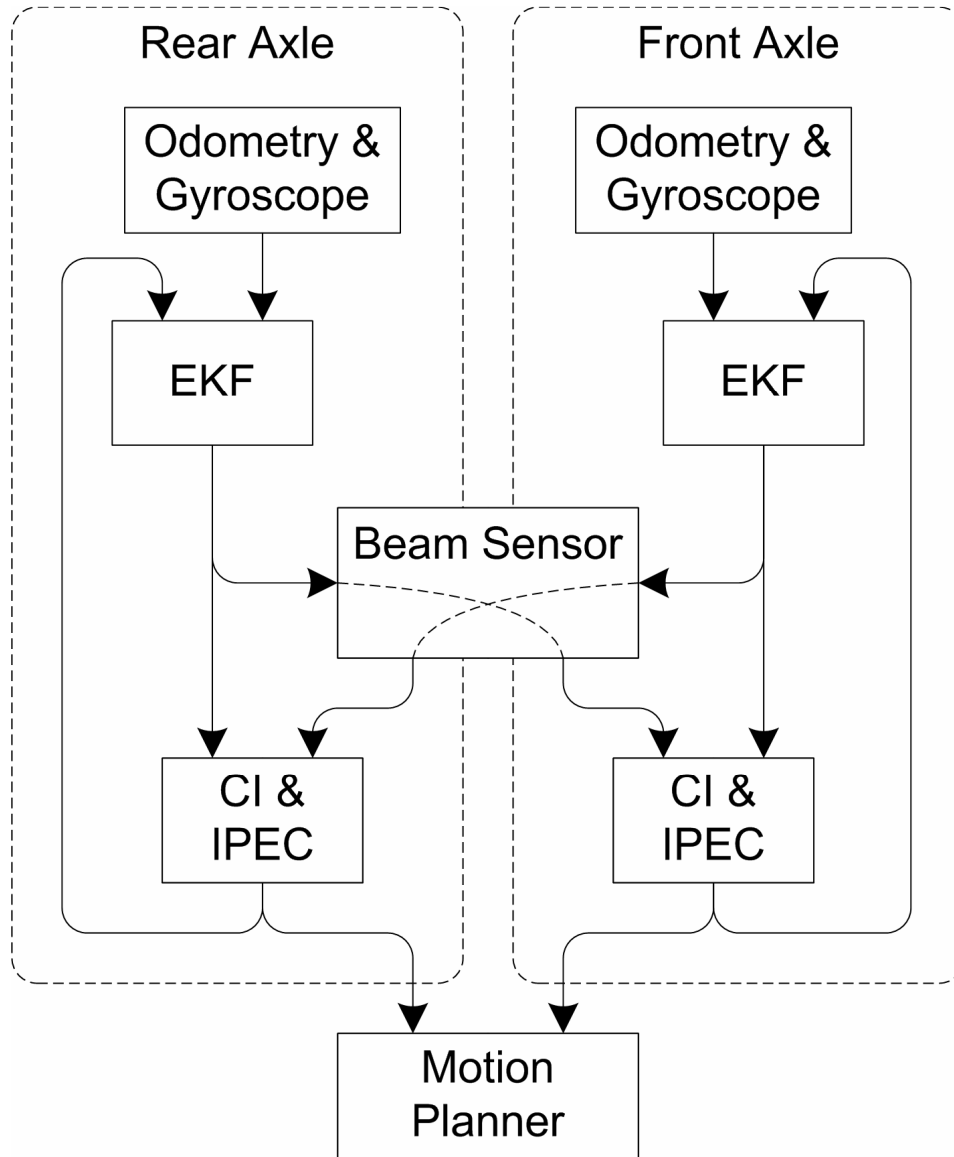 Rear Axle
Front Axle
Odometry &
Gyroscope
Odometry &
Gyroscope
EKF
EKF
Beam Sensor
CI &
IPEC
CI &
IPEC
Motion
Planner